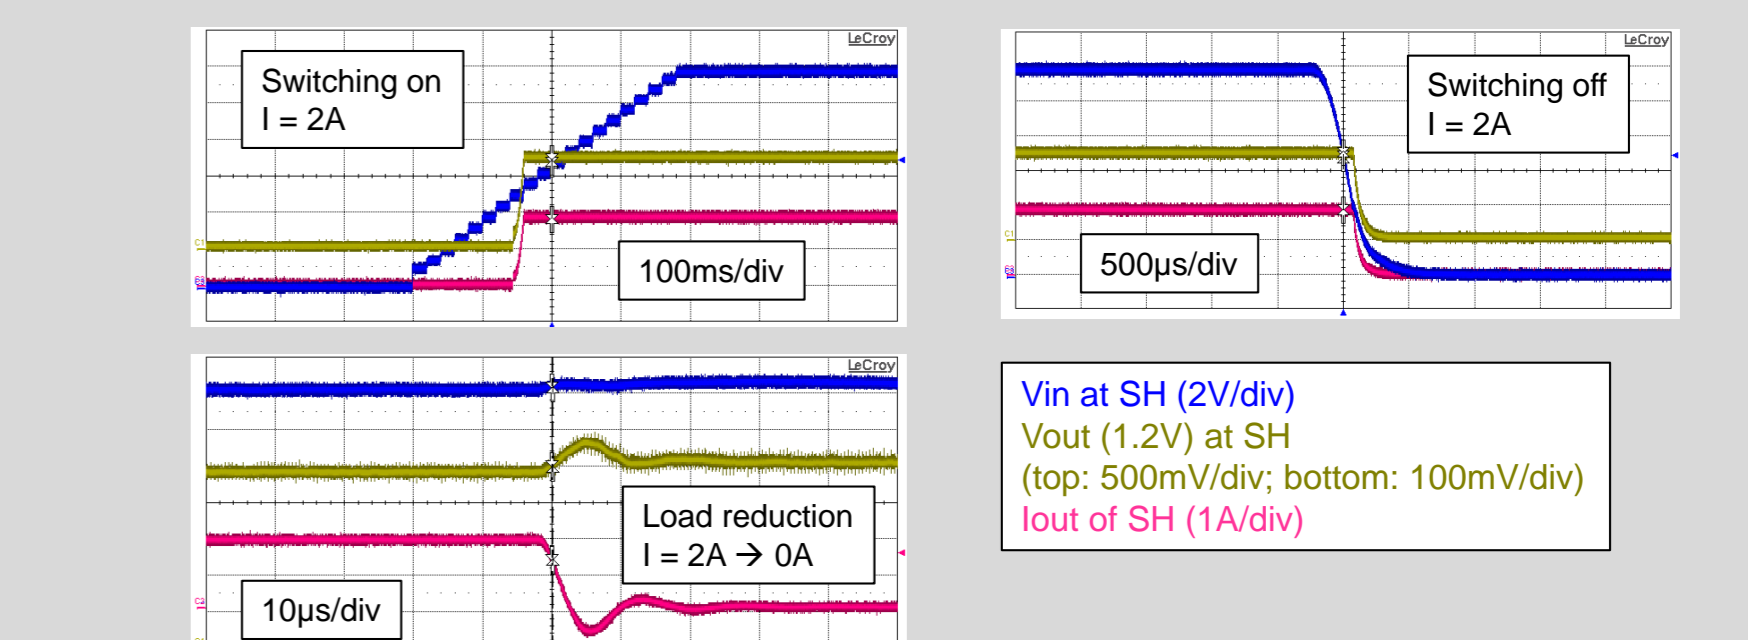 LeCroy
Switching on
I = 2A
C1
100ms/div
LeCroy
Switching off
I = 2A
C1
500µs/div
LeCroy
Load reduction
I = 2A → 0A
10µs/div
Vin at SH (2V/div)
Vout (1.2V) at SH
(top: 500mV/div; bottom: 100mV/div)
Iout of SH (1A/div)